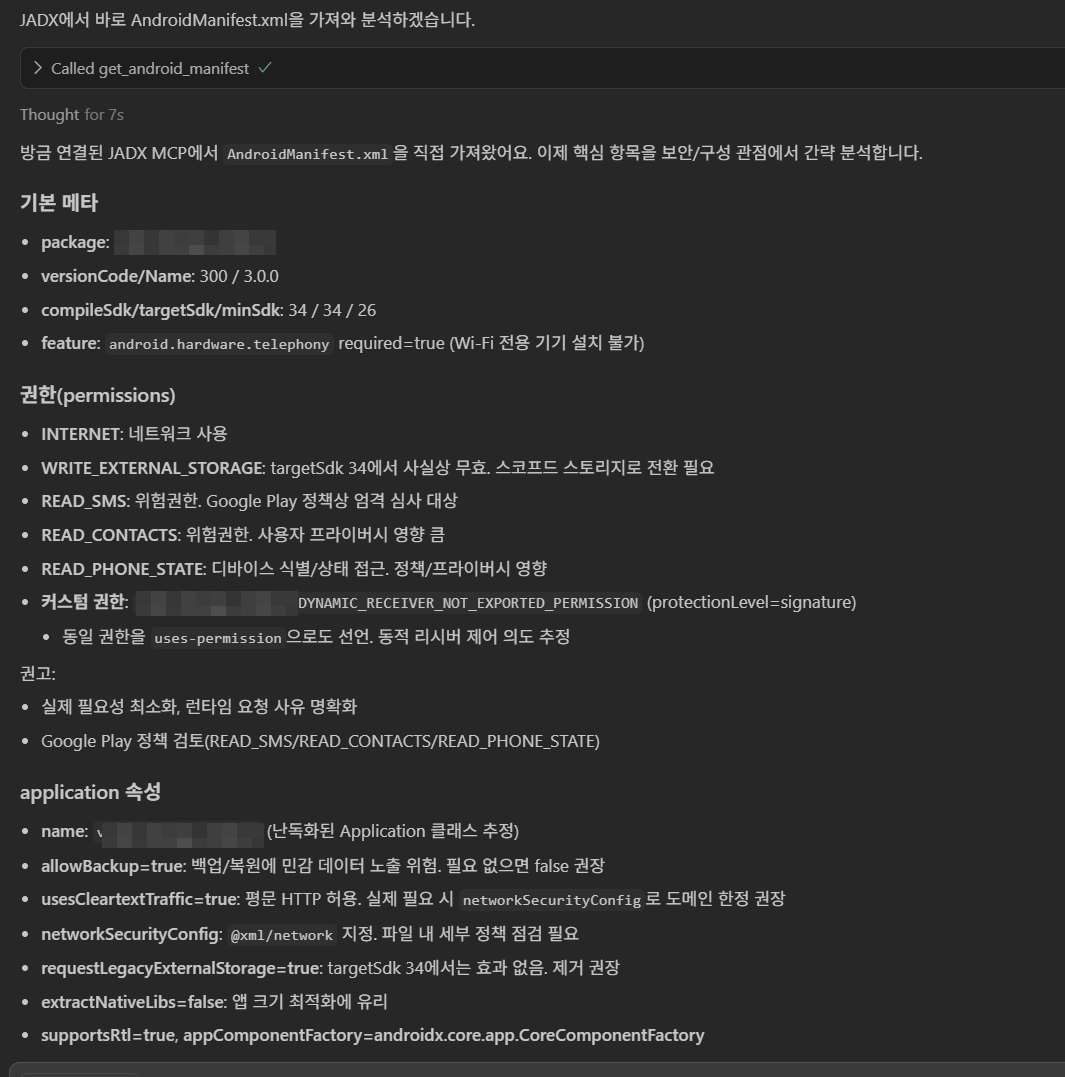 JADX에서 바로 AndroidManifest.xml을 가져와 분석하겠습니다.
Called get_android_manifest
Thought for 7s
방금 연결된 JADX MCP에서 AndroidManifest.xml 을 직접 가져왔어요. 이제 핵심 항목을 보안/구성 관점에서 간략 분석합니다.
기본 메타
package:
versionCode/Name: 300 / 3.0.0
compileSdk/targetSdk/minSdk: 34 / 34 / 26
feature: android.hardware.telephony required=true (Wi-Fi 전용 기기 설치 불가)
권한(permissions)
INTERNET: 네트워크 사용
WRITE_EXTERNAL_STORAGE: targetSdk 34에서 사실상 무효. 스코프드 스토리지로 전환 필요
READ_SMS: 위험권한. Google Play 정책상 엄격 심사 대상
READ_CONTACTS: 위험권한. 사용자 프라이버시 영향 큼
READ_PHONE_STATE: 디바이스 식별/상태 접근. 정책/프라이버시 영향
커스텀 권한: DYNAMIC_RECEIVER_NOT_EXPORTED_PERMISSION (protectionLevel=signature)
동일 권한을 uses-permission 으로도 선언. 동적 리시버 제어 의도 추정
권고:
실제 필요성 최소화, 런타임 요청 사유 명확화
Google Play 정책 검토(READ_SMS/READ_CONTACTS/READ_PHONE_STATE)
application 속성
name: (난독화된 Application 클래스 추정)
allowBackup=true: 백업/복원에 민감 데이터 노출 위험. 필요 없으면 false 권장
usesCleartextTraffic=true: 평문 HTTP 허용. 실제 필요 시 networkSecurityConfig 로 도메인 한정 권장
networkSecurityConfig: @xml/network 지정. 파일 내 세부 정책 점검 필요
requestLegacyExternalStorage=true: targetSdk 34에서는 효과 없음. 제거 권장
extractNativeLibs=false: 앱 크기 최적화에 유리
supportsRtl=true, appComponentFactory=androidx.core.app.CoreComponentFactory